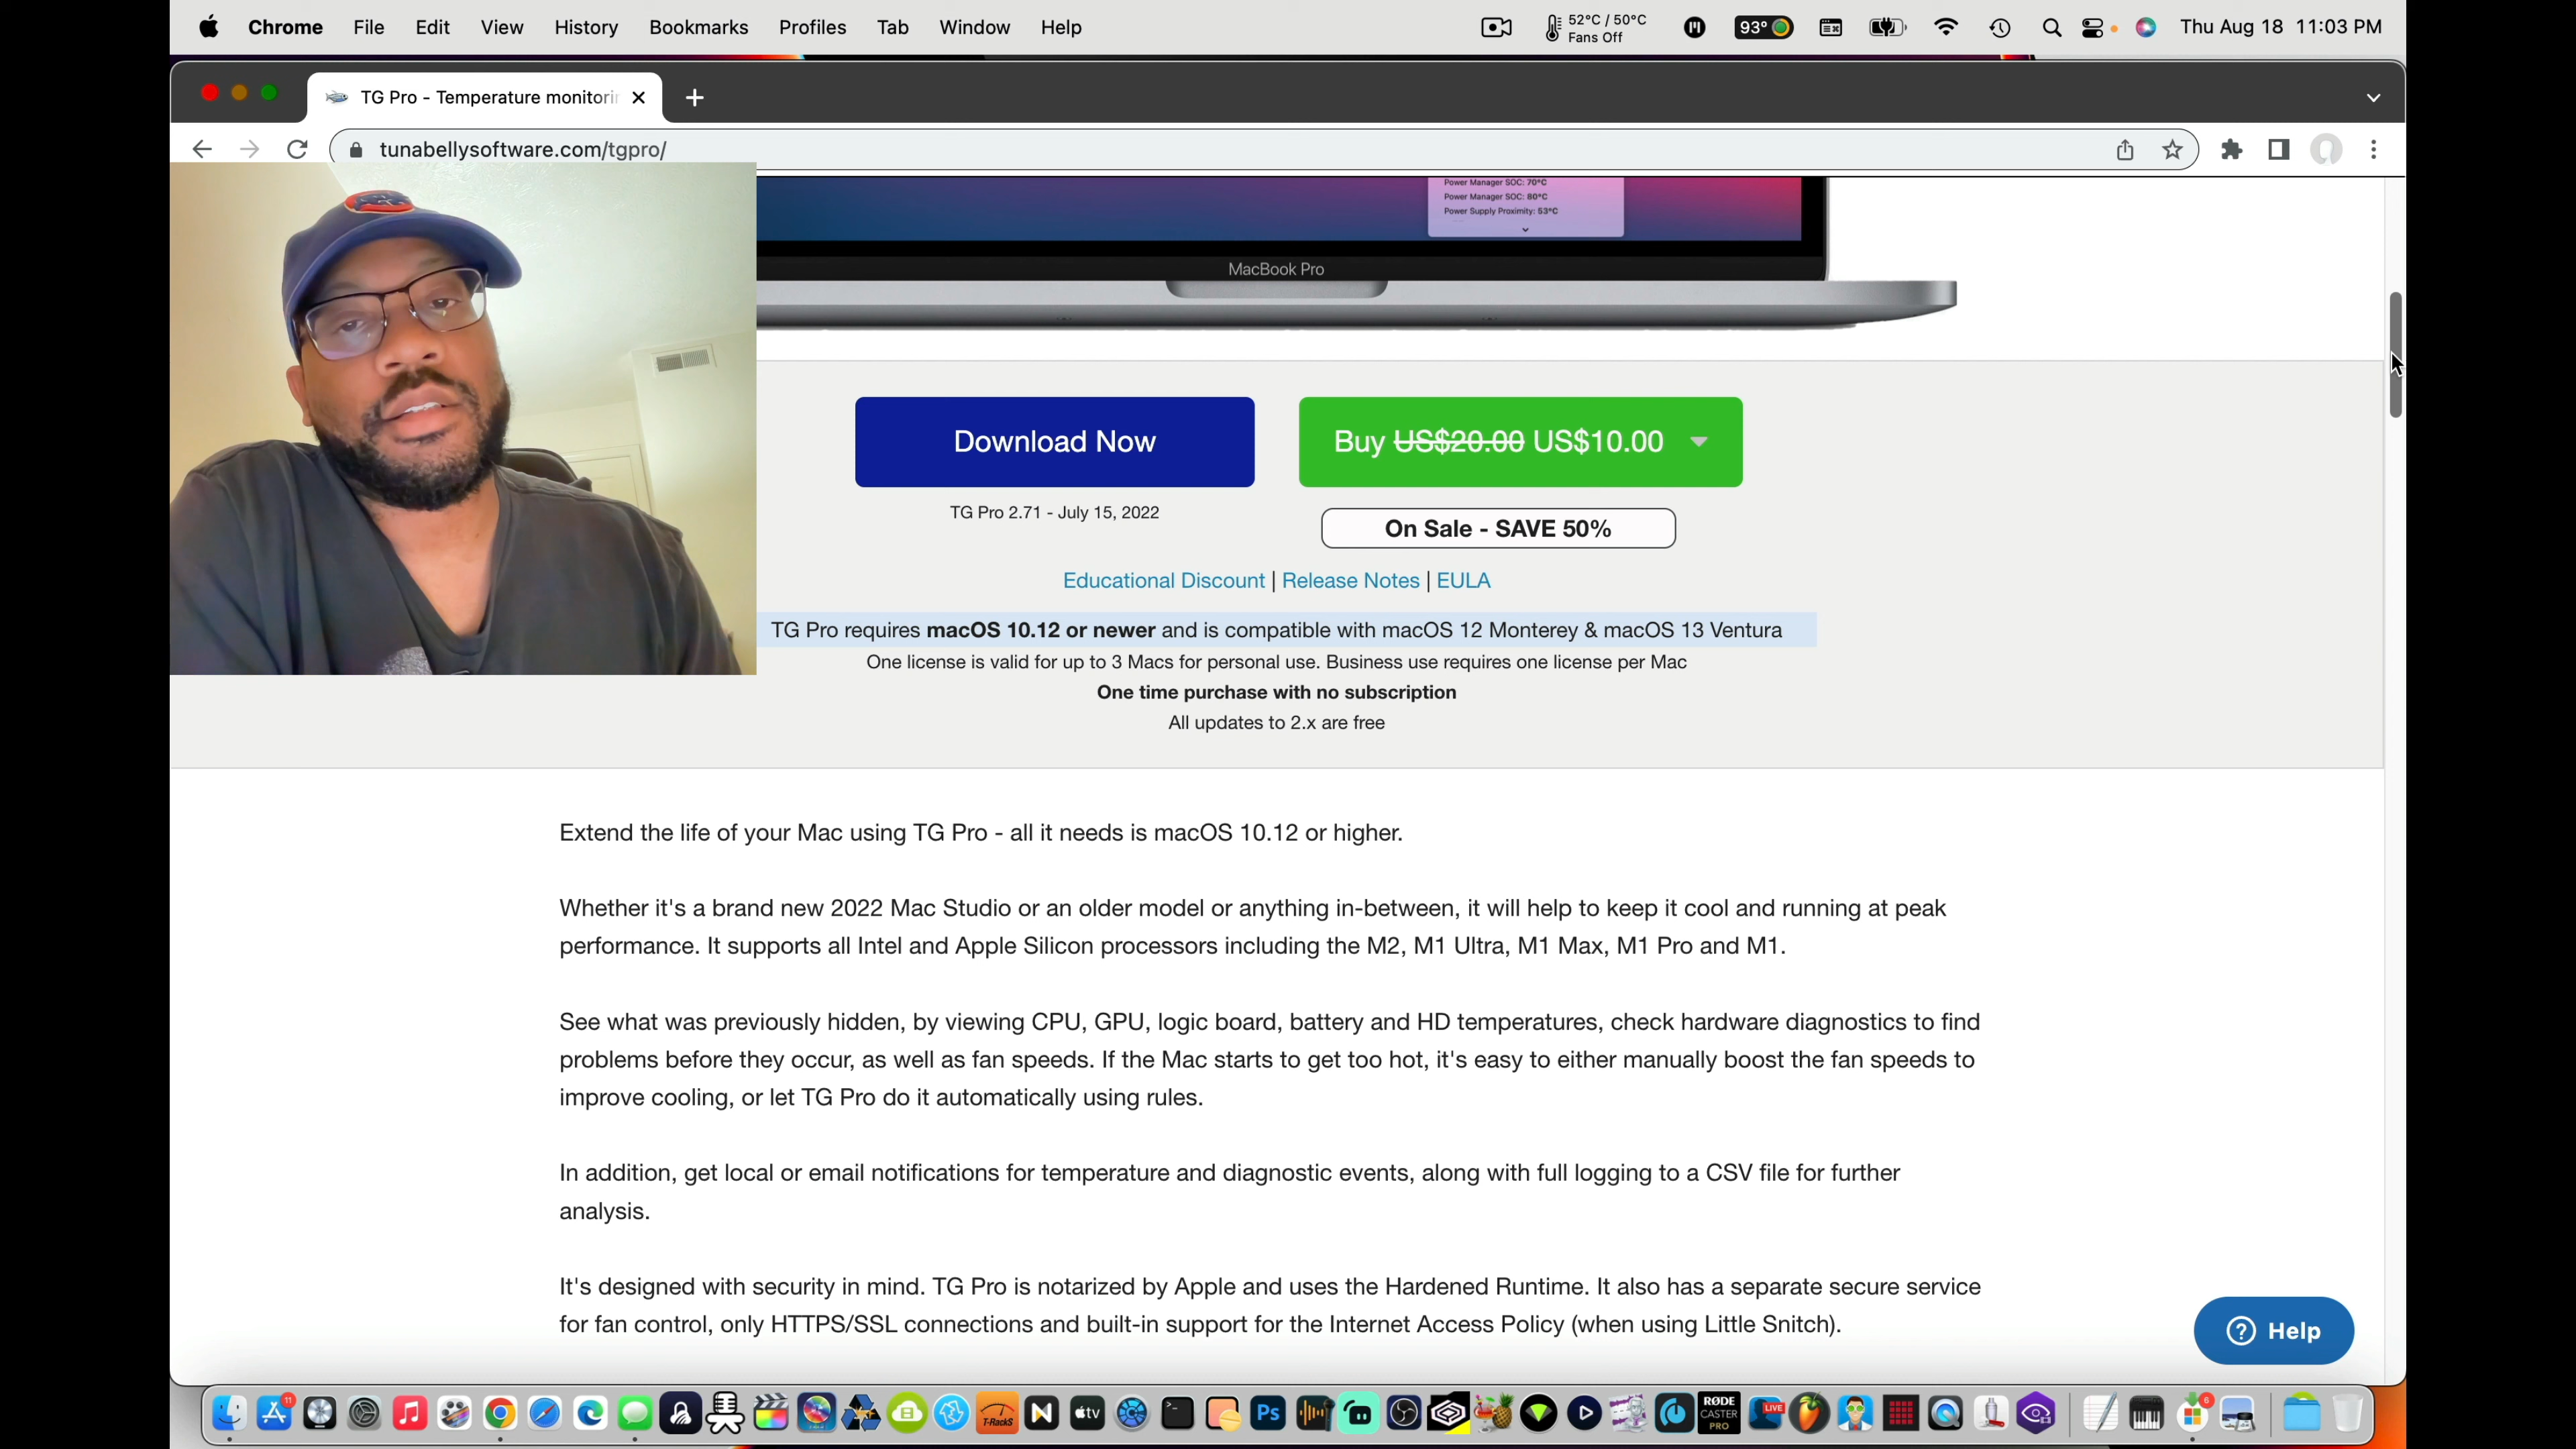 Chrome File Edit View History Bookmarks Profiles Tab Window Help
52°C / 50°C
Fans Off
93°
Thu Aug 18 11:03 PM
TG Pro - Temperature monitorin
tunabellysoftware.com/tgpro/
Power Manager SOC: 70°C
Power Manager SOC: 80°C
Power Supply Proximity: 53°C
MacBook Pro
Download Now
Buy US$20.00 US$10.00
TG Pro 2.71 - July 15, 2022
On Sale - SAVE 50%
Educational Discount | Release Notes | EULA
TG Pro requires macOS 10.12 or newer and is compatible with macOS 12 Monterey & macOS 13 Ventura
One license is valid for up to 3 Macs for personal use. Business use requires one license per Mac
One time purchase with no subscription
All updates to 2.x are free
Extend the life of your Mac using TG Pro - all it needs is macOS 10.12 or higher.
Whether it's a brand new 2022 Mac Studio or an older model or anything in-between, it will help to keep it cool and running at peak
performance. It supports all Intel and Apple Silicon processors including the M2, M1 Ultra, M1 Max, M1 Pro and M1.
See what was previously hidden, by viewing CPU, GPU, logic board, battery and HD temperatures, check hardware diagnostics to find
problems before they occur, as well as fan speeds. If the Mac starts to get too hot, it's easy to either manually boost the fan speeds to
improve cooling, or let TG Pro do it automatically using rules.
In addition, get local or email notifications for temperature and diagnostic events, along with full logging to a CSV file for further
analysis.
It's designed with security in mind. TG Pro is notarized by Apple and uses the Hardened Runtime. It also has a separate secure service
for fan control, only HTTPS/SSL connections and built-in support for the Internet Access Policy (when using Little Snitch).
Help
11
T-RackS
tv
Ps
RØDE
CASTER
PRO
LIVE
6